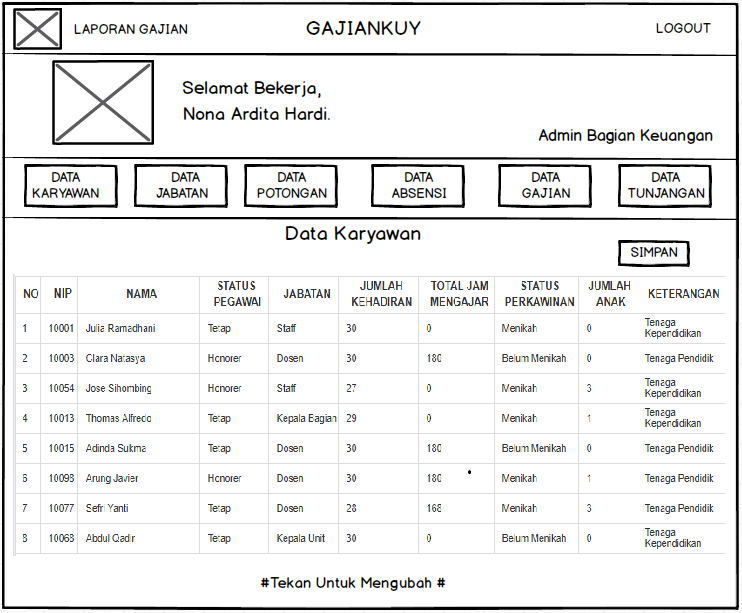 LAPORAN GAJIAN GAJIANKUY LOGOUT
Selamat Bekerja,
Nona Ardita Hardi.
Admin Bagian Keuangan
DATA KARYAWAN DATA JABATAN DATA POTONGAN DATA ABSENSI DATA GAJIAN DATA TUNJANGAN
Data Karyawan
SIMPAN
NO NIP NAMA STATUS PEGAWAI JABATAN JUMLAH KEHADIRAN TOTAL JAM MENGAJAR STATUS PERKAWINAN JUMLAH ANAK KETERANGAN
1 10001 Julia Ramadhani Tetap Staff 30 0 Menikah 0 Tenaga Kependidikan
2 10003 Clara Natasya Honorer Dosen 30 180 Belum Menikah 0 Tenaga Pendidik
3 10054 Jose Sihombing Honorer Staff 27 0 Menikah 3 Tenaga Kependidikan
4 10013 Thomas Alfredo Tetap Kepala Bagian 29 0 Menikah 1 Tenaga Kependidikan
5 10015 Adinda Sukma Tetap Dosen 30 180 Belum Menikah 0 Tenaga Pendidik
6 10098 Arung Javier Honorer Dosen 30 180 Menikah 1 Tenaga Pendidik
7 10077 Sefri Yanti Tetap Dosen 28 168 Menikah 3 Tenaga Pendidik
8 10068 Abdul Qadir Tetap Kepala Unit 30 0 Belum Menikah 0 Tenaga Kependidikan
#Tekan Untuk Mengubah #